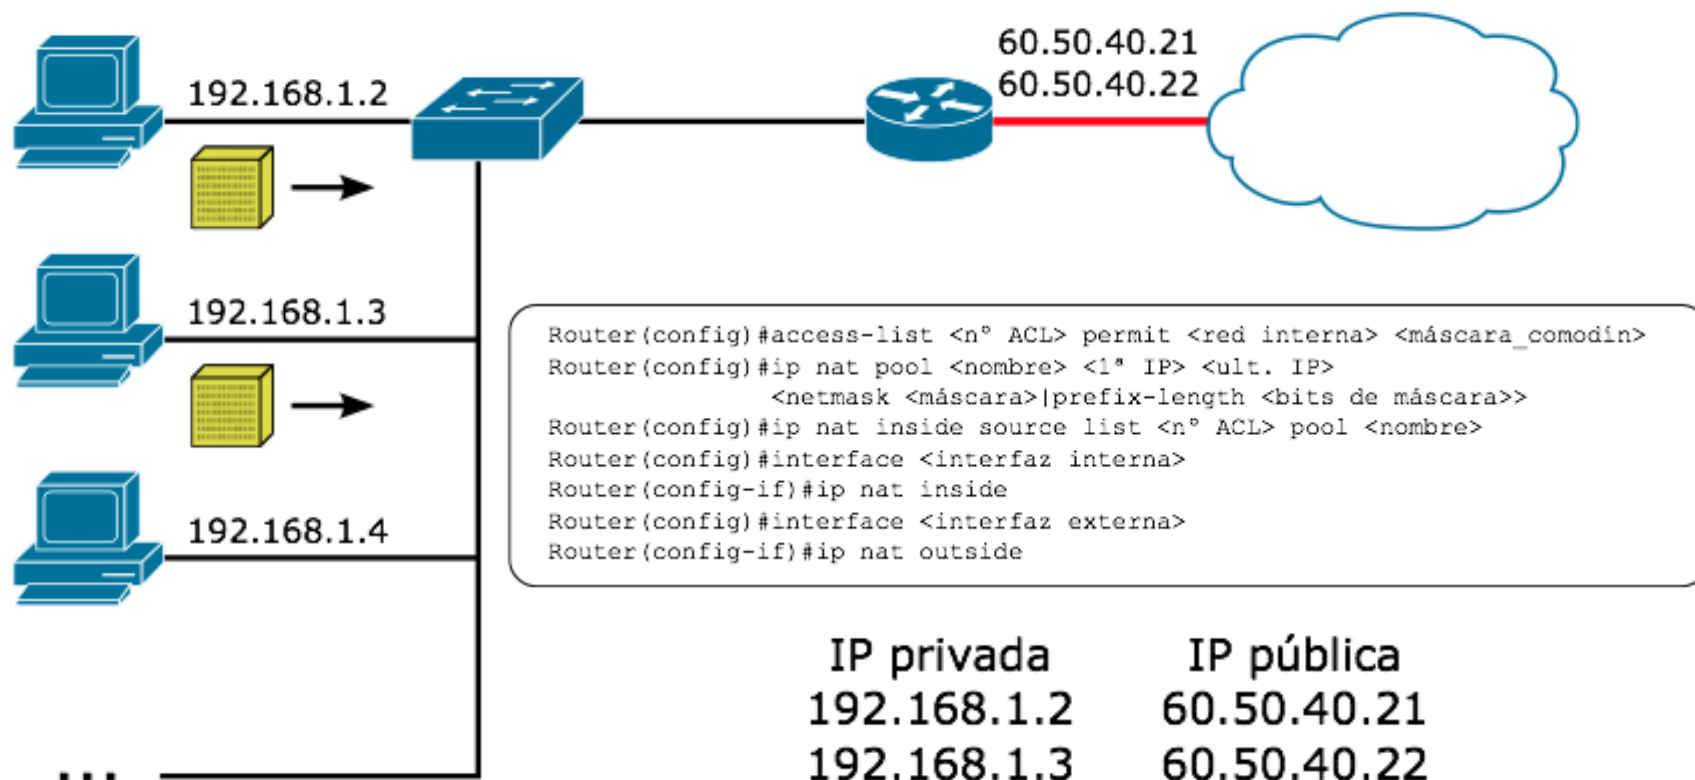 60.50.40.21
60.50.40.22
192.168.1.2
192.168.1.3
192.168.1.4
...
Router(config)#access-list <nº ACL> permit <red interna> <máscara_comodín>
Router(config)#ip nat pool <nombre> <1ª IP> <ult. IP>
<netmask <máscara>|prefix-length <bits de máscara>>
Router(config)#ip nat inside source list <nº ACL> pool <nombre>
Router(config)#interface <interfaz interna>
Router(config-if)#ip nat inside
Router(config)#interface <interfaz externa>
Router(config-if)#ip nat outside
IP privada IP pública
192.168.1.2 60.50.40.21
192.168.1.3 60.50.40.22